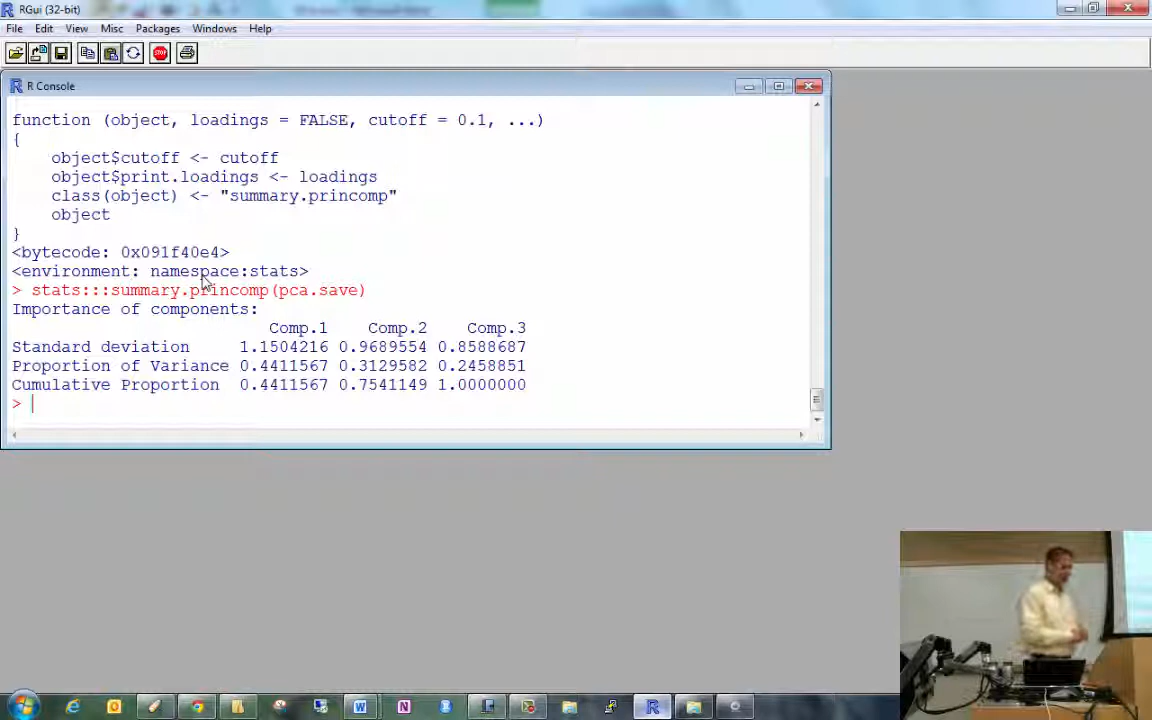 RGui (32-bit)
File Edit View Misc Packages Windows Help
R Console
function (object, loadings = FALSE, cutoff = 0.1, ...)
{
    object$cutoff <- cutoff
    object$print.loadings <- loadings
    class(object) <- "summary.princomp"
    object
}
<bytecode: 0x091f40e4>
<environment: namespace:stats>
> stats:::summary.princomp(pca.save)
Importance of components:
                          Comp.1    Comp.2    Comp.3
Standard deviation     1.1504216 0.9689554 0.8588687
Proportion of Variance 0.4411567 0.3129582 0.2458851
Cumulative Proportion  0.4411567 0.7541149 1.0000000
>